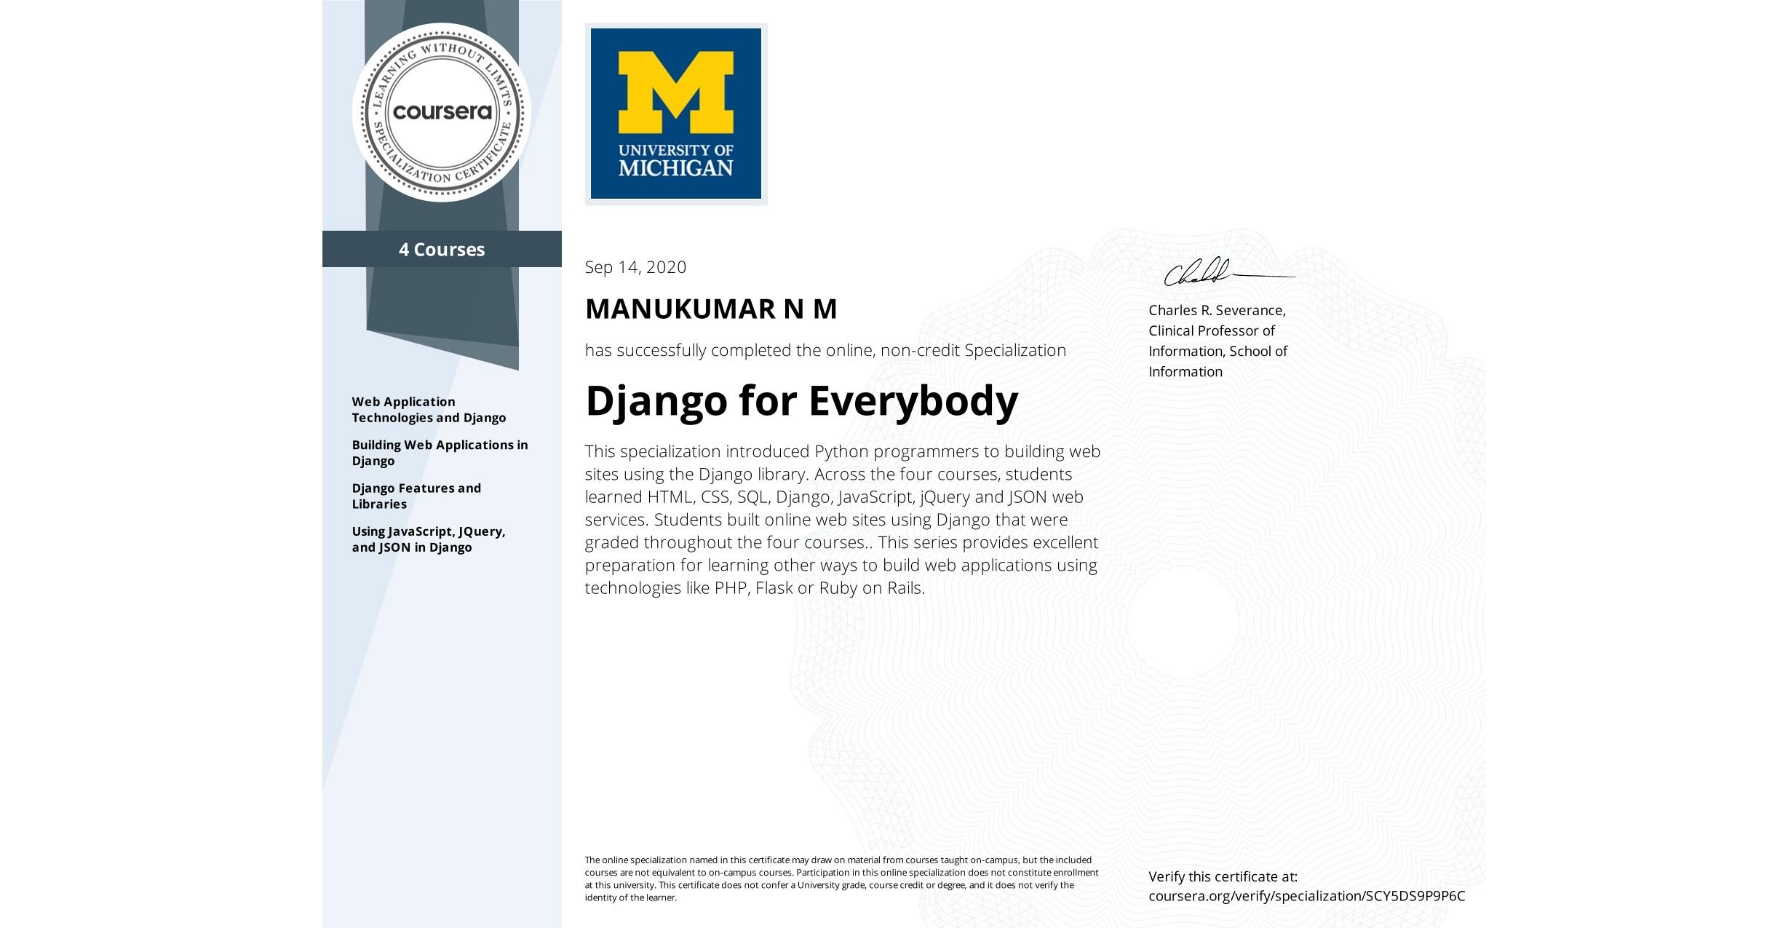 LEARNING WITHOUT LIMITS
coursera
SPECIALIZATION CERTIFICATE
4 Courses
Web Application
Technologies and Django
Building Web Applications in
Django
Django Features and
Libraries
Using JavaScript, JQuery,
and JSON in Django
M
UNIVERSITY OF
MICHIGAN
Sep 14, 2020
MANUKUMAR N M
has successfully completed the online, non-credit Specialization
Django for Everybody
This specialization introduced Python programmers to building web
sites using the Django library. Across the four courses, students
learned HTML, CSS, SQL, Django, JavaScript, jQuery and JSON web
services. Students built online web sites using Django that were
graded throughout the four courses.. This series provides excellent
preparation for learning other ways to build web applications using
technologies like PHP, Flask or Ruby on Rails.
Charles R. Severance,
Clinical Professor of
Information, School of
Information
The online specialization named in this certificate may draw on material from courses taught on-campus, but the included
courses are not equivalent to on-campus courses. Participation in this online specialization does not constitute enrollment
at this university. This certificate does not confer a University grade, course credit or degree, and it does not verify the
identity of the learner.
Verify this certificate at:
coursera.org/verify/specialization/SCY5DS9P9P6C